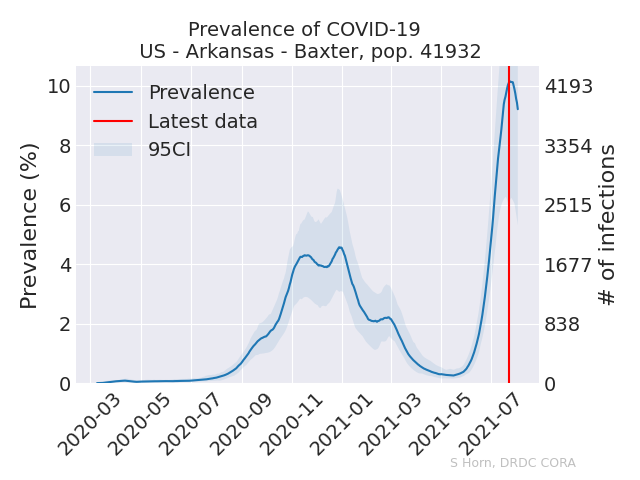 Prevalence of COVID-19
US - Arkansas - Baxter, pop. 41932
Prevalence (%)
10
8
6
4
2
0
Prevalence
Latest data
95CI
4193
3354
2515
1677
838
0
# of infections
2020-03
2020-05
2020-07
2020-09
2020-11
2021-01
2021-03
2021-05
2021-07
S Horn, DRDC CORA